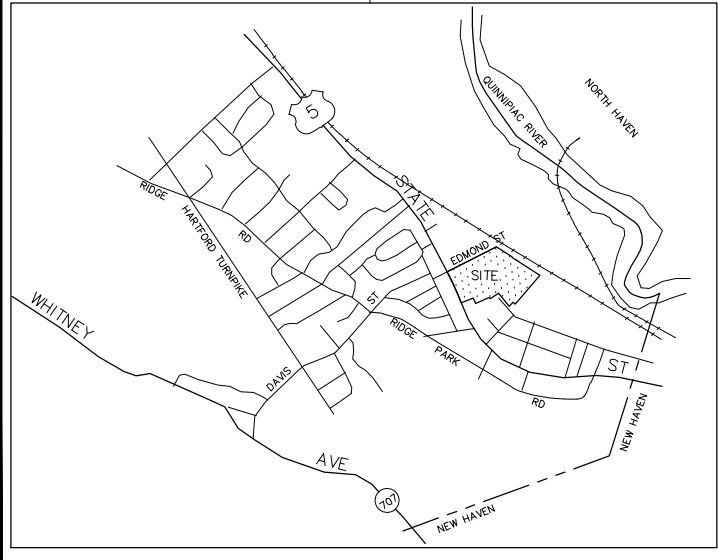 5
QUINNIPIAC RIVER
NORTH HAVEN
RIDGE
RD
HARTFORD TURNPIKE
STATE
EDMOND ST
SITE
WHITNEY
DAVIS
ST
RIDGE
PARK
RD
ST
NEW HAVEN
AVE
707
NEW HAVEN